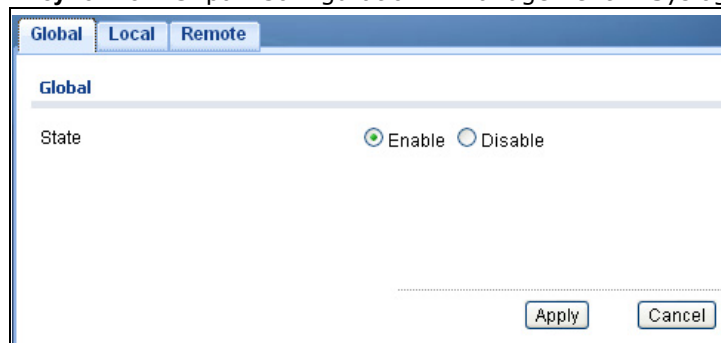 Global Local Remote
Global
State Enable Disable
Apply Cancel